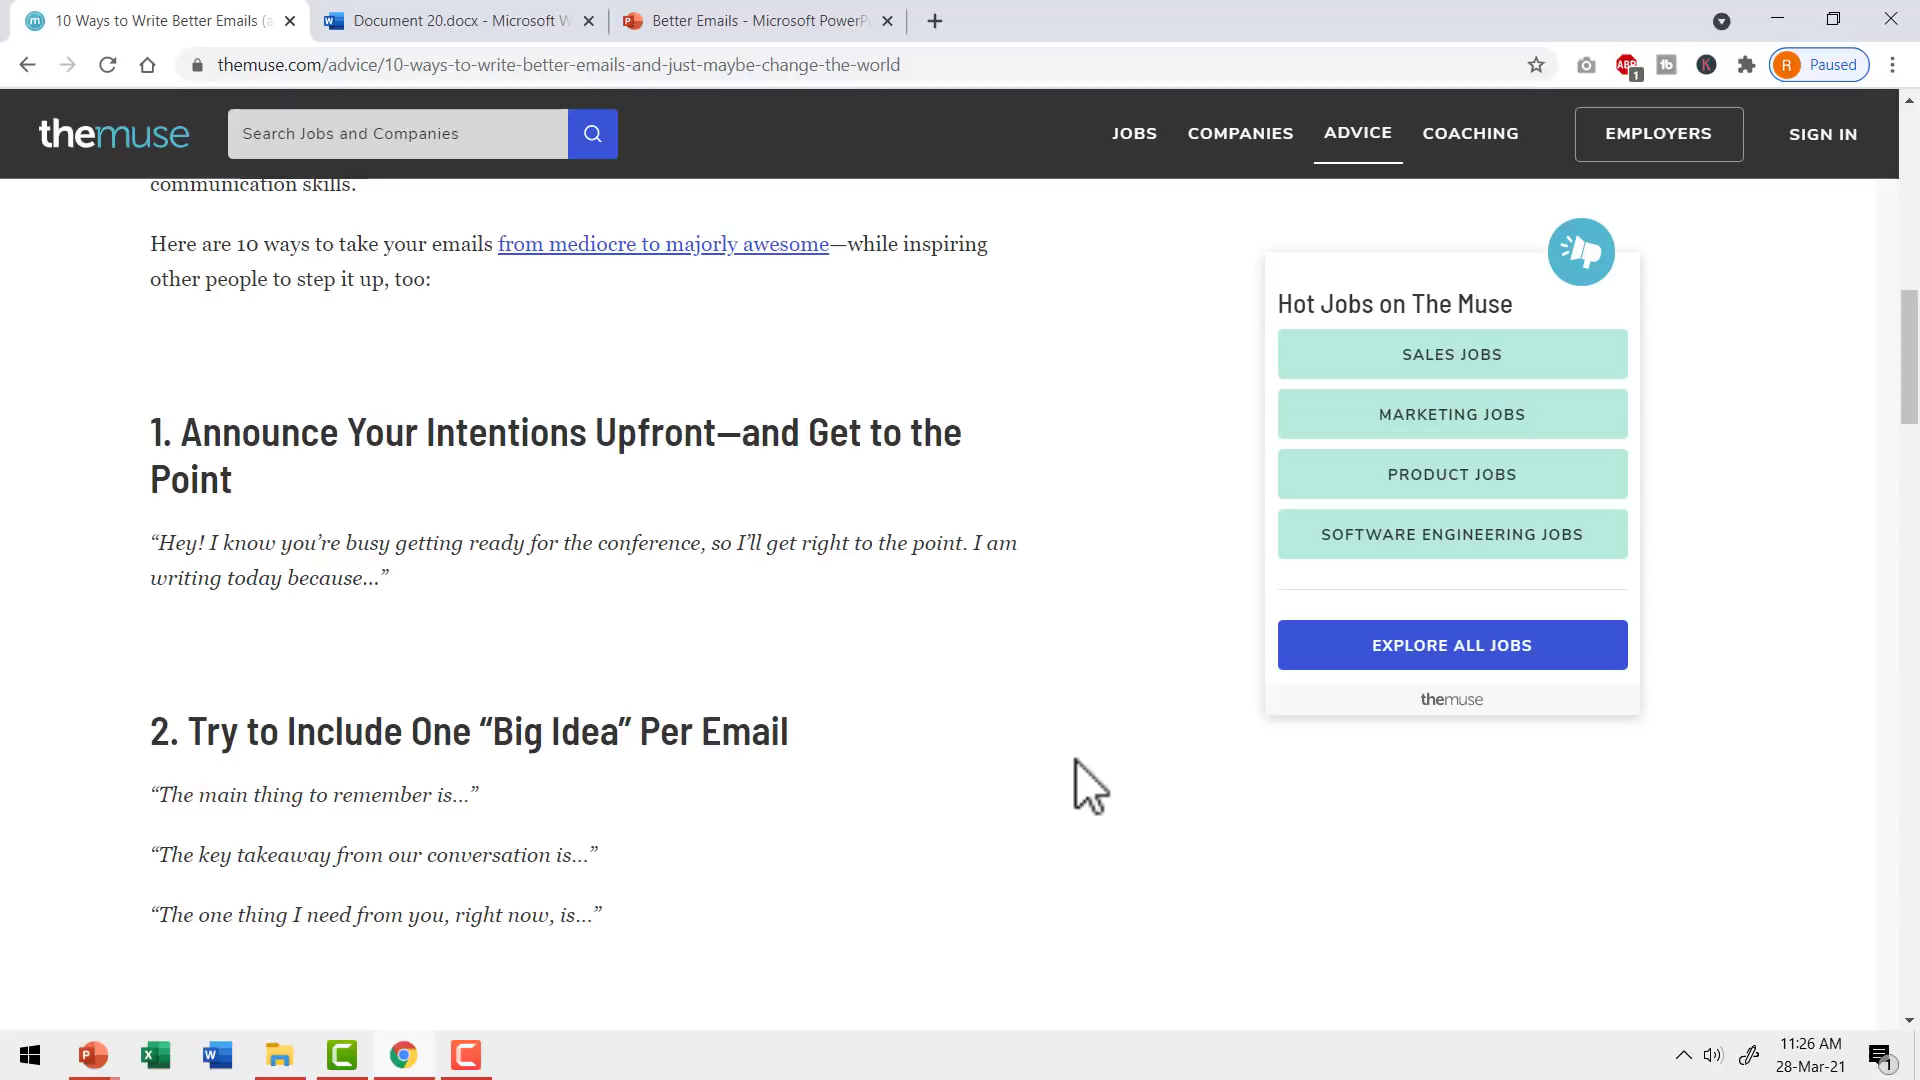 10 Ways to Write Better Emails (a
Document 20.docx - Microsoft W
Better Emails - Microsoft PowerP
themuse.com/advice/10-ways-to-write-better-emails-and-just-maybe-change-the-world
ABP
1
tb
K
R
Paused
themuse
Search Jobs and Companies
JOBS
COMPANIES
ADVICE
COACHING
EMPLOYERS
SIGN IN
communication skills.
Here are 10 ways to take your emails from mediocre to majorly awesome—while inspiring
other people to step it up, too:
1. Announce Your Intentions Upfront—and Get to the
Point
“Hey! I know you’re busy getting ready for the conference, so I’ll get right to the point. I am
writing today because…”
2. Try to Include One “Big Idea” Per Email
“The main thing to remember is…”
“The key takeaway from our conversation is…”
“The one thing I need from you, right now, is…”
Hot Jobs on The Muse
SALES JOBS
MARKETING JOBS
PRODUCT JOBS
SOFTWARE ENGINEERING JOBS
EXPLORE ALL JOBS
themuse
11:26 AM
28-Mar-21
1